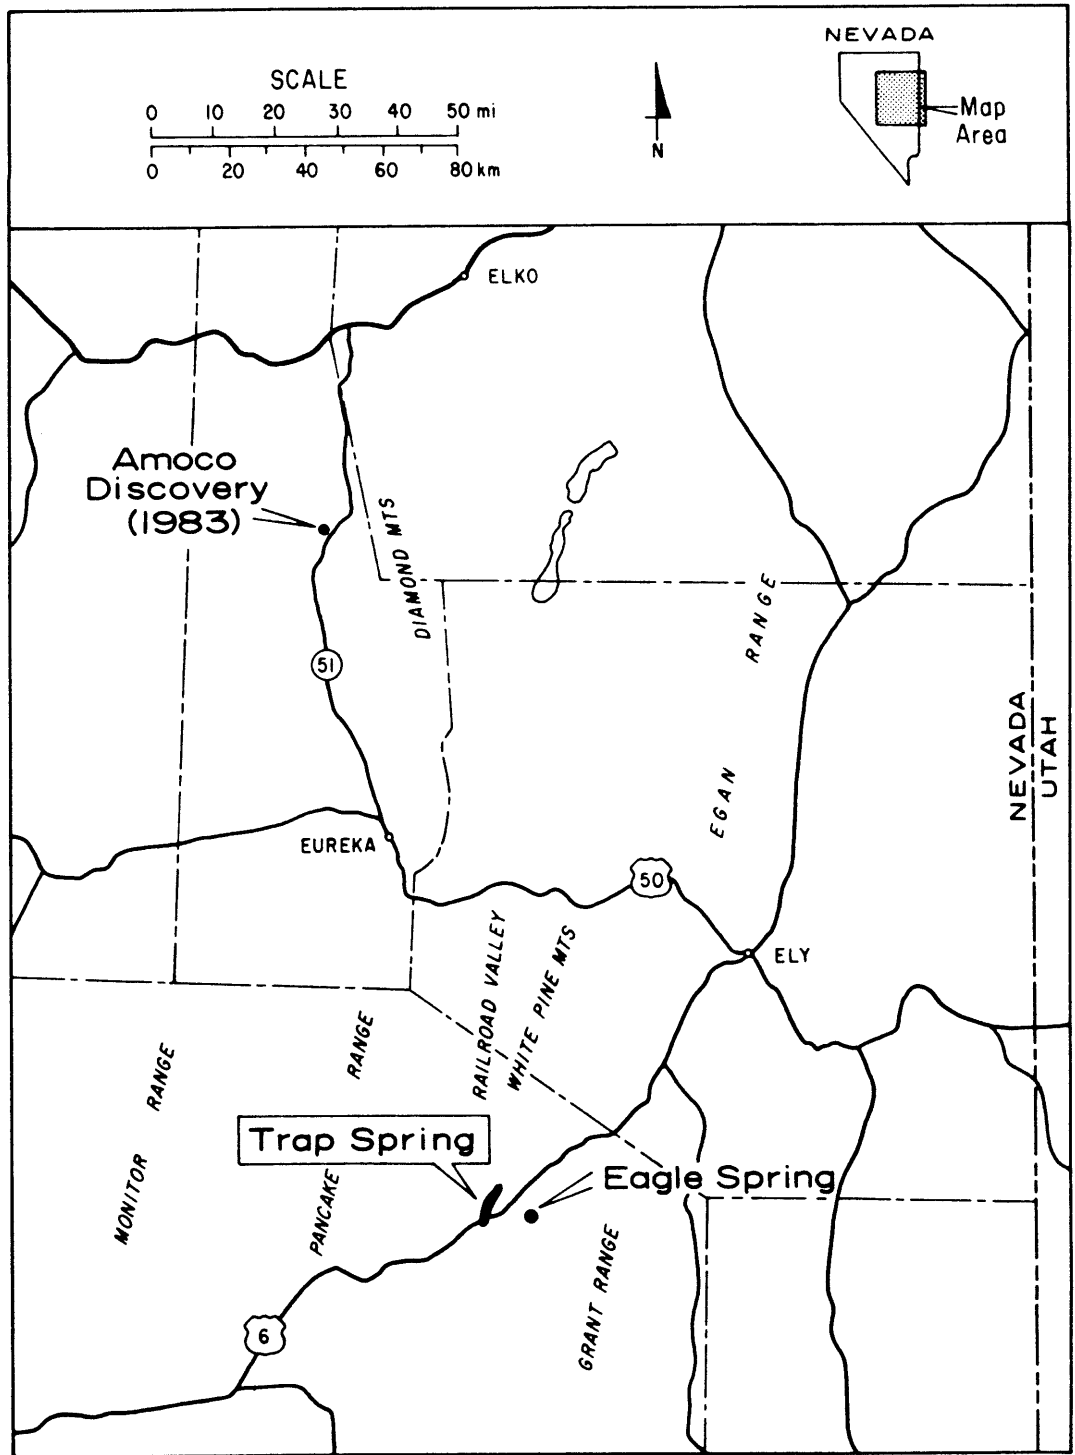 NEVADA
SCALE
0 10 20 30 40 50 mi
0 20 40 60 80 km
N
Map
Area
ELKO
Amoco
Discovery
(1983)
DIAMOND MTS
RANGE
EGAN
51
NEVADA
UTAH
EUREKA
50
ELY
RAILROAD VALLEY
WHITE PINE MTS
RANGE
MONITOR
RANGE
PANCAKE
Trap Spring
Eagle Spring
GRANT RANGE
6